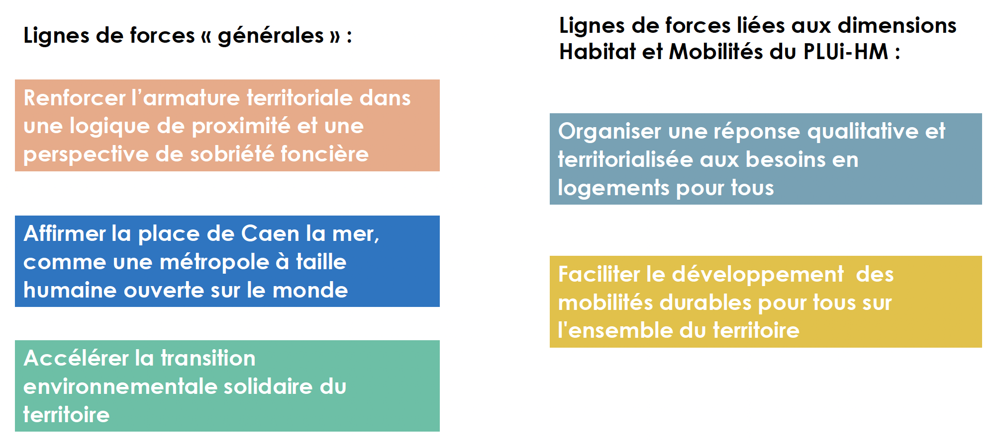 Lignes de forces « générales » :
Renforcer l’armature territoriale dans
une logique de proximité et une
perspective de sobriété foncière
Affirmer la place de Caen la mer,
comme une métropole à taille
humaine ouverte sur le monde
Accélérer la transition
environnementale solidaire du
territoire
Lignes de forces liées aux dimensions
Habitat et Mobilités du PLUi-HM :
Organiser une réponse qualitative et
territorialisée aux besoins en
logements pour tous
Faciliter le développement  des
mobilités durables pour tous sur
l'ensemble du territoire